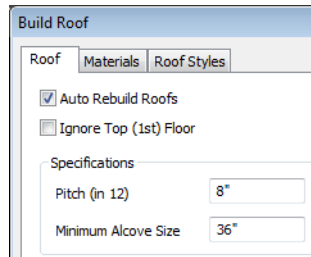 Build Roof
Roof Materials Roof Styles
Auto Rebuild Roofs
Ignore Top (1st) Floor
Specifications
Pitch (in 12) 8"
Minimum Alcove Size 36"